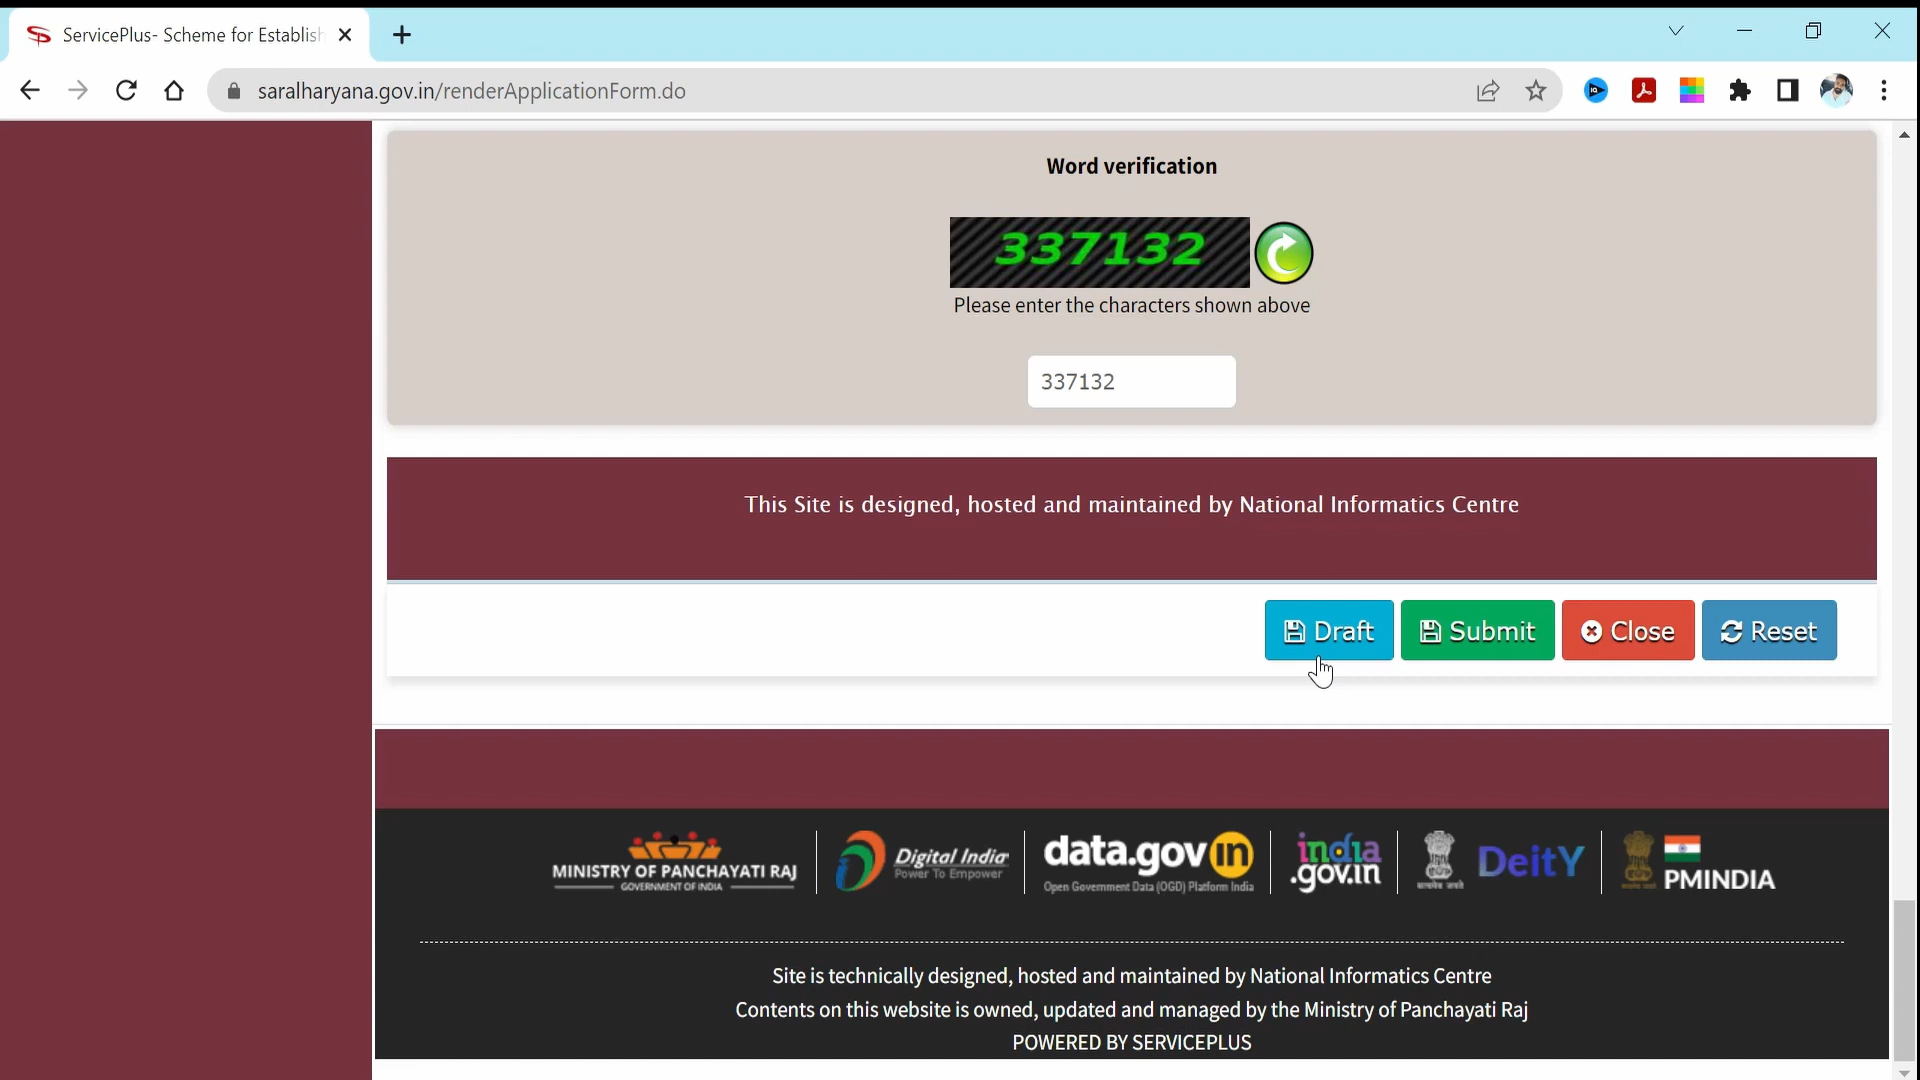 ServicePlus- Scheme for Establish
saralharyana.gov.in/renderApplicationForm.do
Word verification
337132
Please enter the characters shown above
337132
This Site is designed, hosted and maintained by National Informatics Centre
Draft
Submit
Close
Reset
MINISTRY OF PANCHAYATI RAJ
GOVERNMENT OF INDIA
Digital India
Power To Empower
data.gov in
Open Government Data (OGD) Platform India
india
.gov.in
सत्यमेव जयते
DeitY
PMINDIA
Site is technically designed, hosted and maintained by National Informatics Centre
Contents on this website is owned, updated and managed by the Ministry of Panchayati Raj
POWERED BY SERVICEPLUS